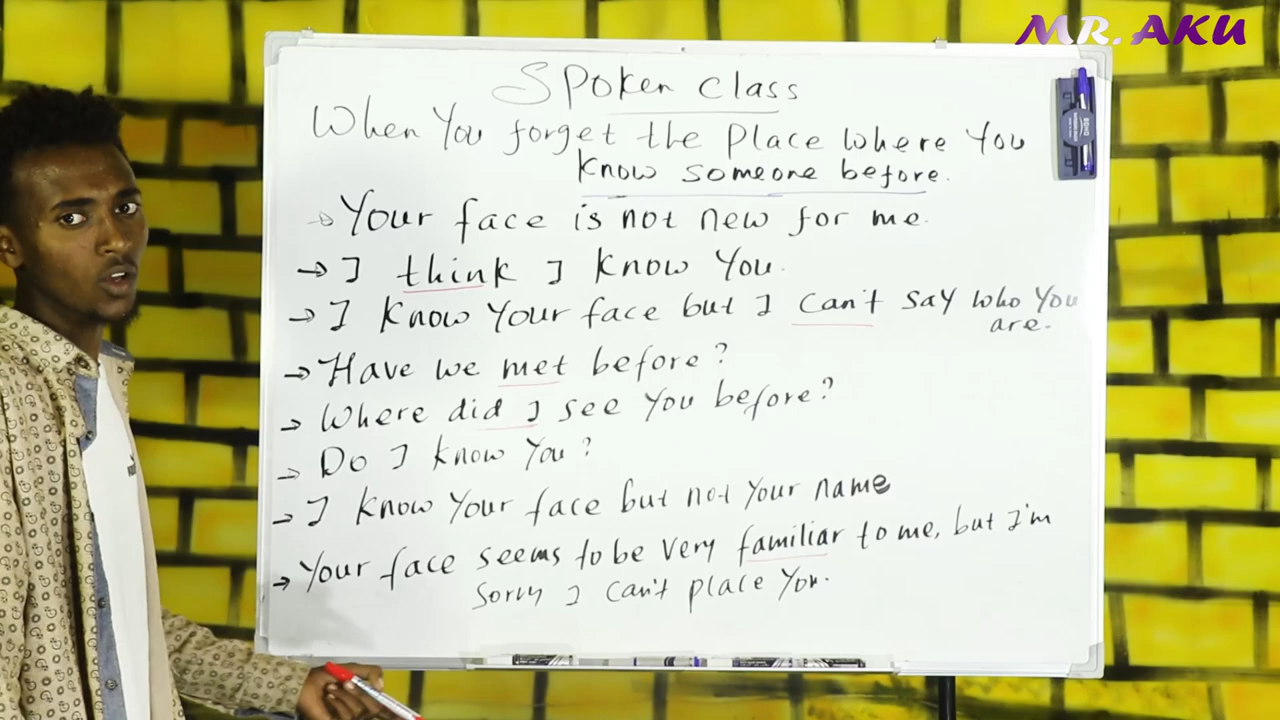 MR. AKU
Spoken class
When You forget the Place where You
know someone before.
→ Your face is not new for me.
→ I think I know You.
→ I know Your face but I can't say who You
are.
→ Have we met before?
→ Where did I see you before?
→ Do I know You?
→ I know Your face but not your name
→ Your face seems to be very familiar to me, but I'm
Sorry I can't place You.